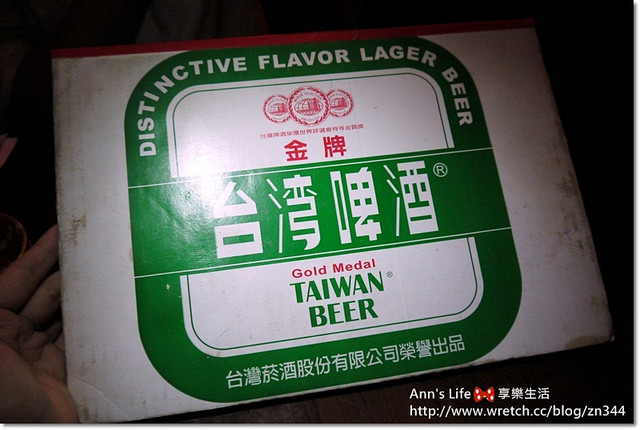 DISTINCTIVE FLAVOR LAGER BEER
金牌
台湾啤酒®
Gold Medal
TAIWAN®
BEER
台灣菸酒股份有限公司榮譽出品
Ann's Life 享樂生活
http://www.wretch.cc/blog/zn344